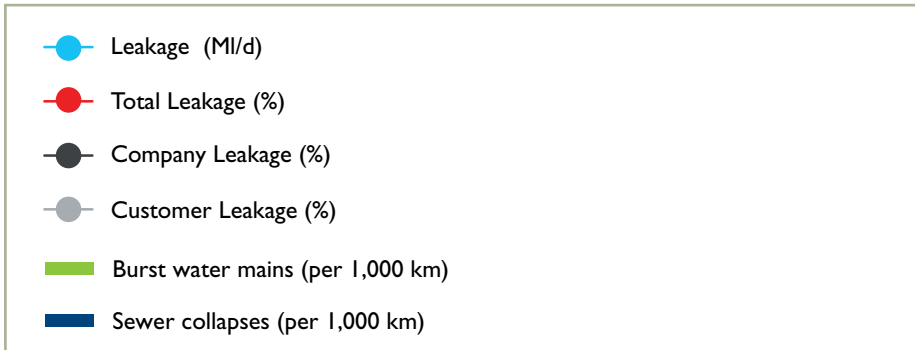 Leakage (Ml/d)
Total Leakage (%)
Company Leakage (%)
Customer Leakage (%)
Burst water mains (per 1,000 km)
Sewer collapses (per 1,000 km)